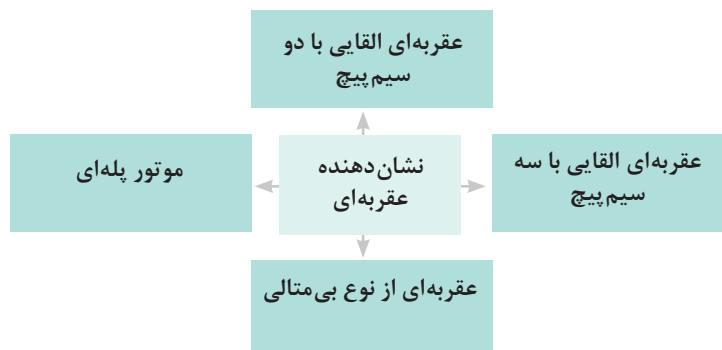 عقربه‌ای القایی با دو
سیم‌پیچ
عقربه‌ای القایی با سه
سیم‌پیچ
نشان‌دهنده
عقربه‌ای
موتور پله‌ای
عقربه‌ای از نوع بی‌متالی